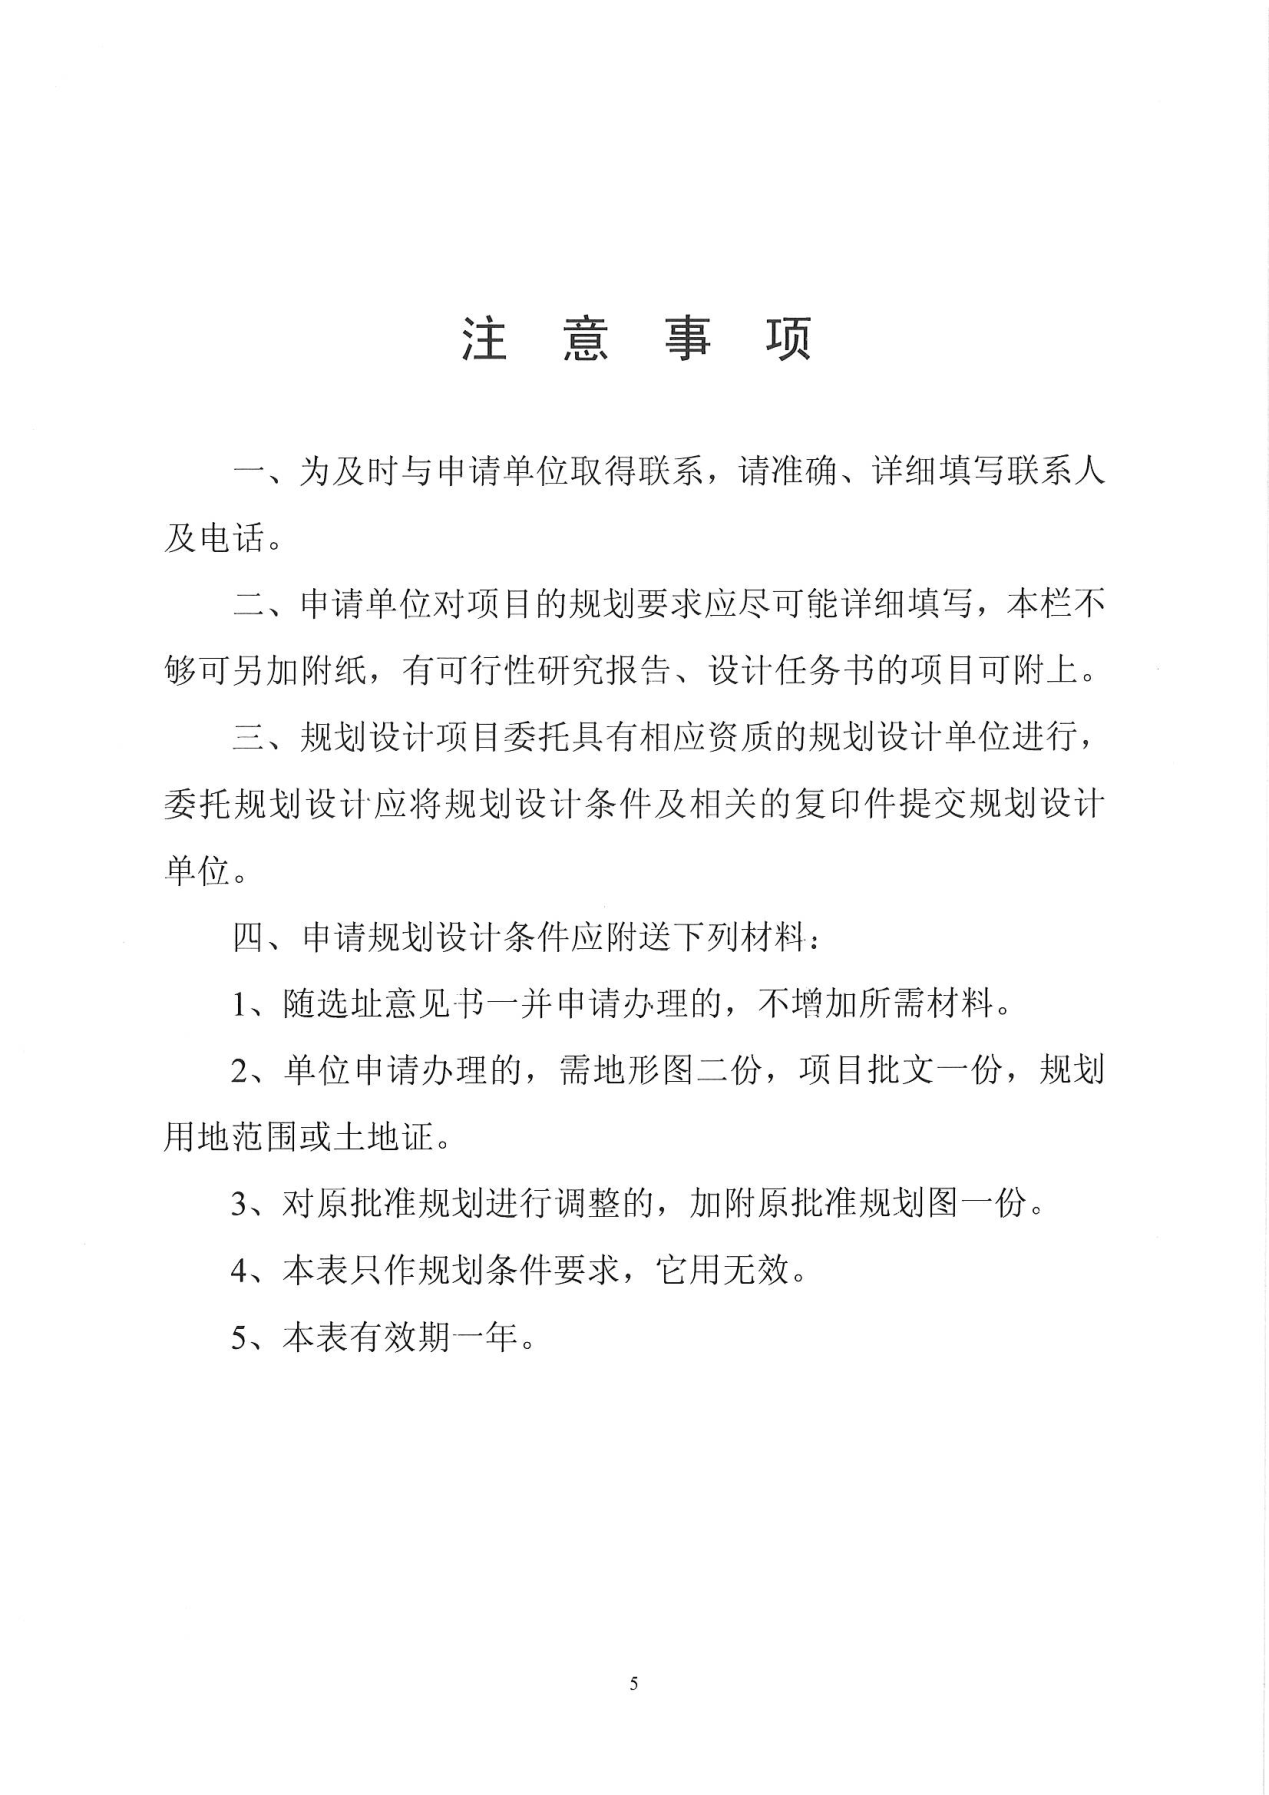 注 意 事 项
一、为及时与申请单位取得联系，请准确、详细填写联系人
及电话。
二、申请单位对项目的规划要求应尽可能详细填写，本栏不
够可另加附纸，有可行性研究报告、设计任务书的项目可附上。
三、规划设计项目委托具有相应资质的规划设计单位进行，
委托规划设计应将规划设计条件及相关的复印件提交规划设计
单位。
四、申请规划设计条件应附送下列材料：
1、随选址意见书一并申请办理的，不增加所需材料。
2、单位申请办理的，需地形图二份，项目批文一份，规划
用地范围或土地证。
3、对原批准规划进行调整的，加附原批准规划图一份。
4、本表只作规划条件要求，它用无效。
5、本表有效期一年。
5